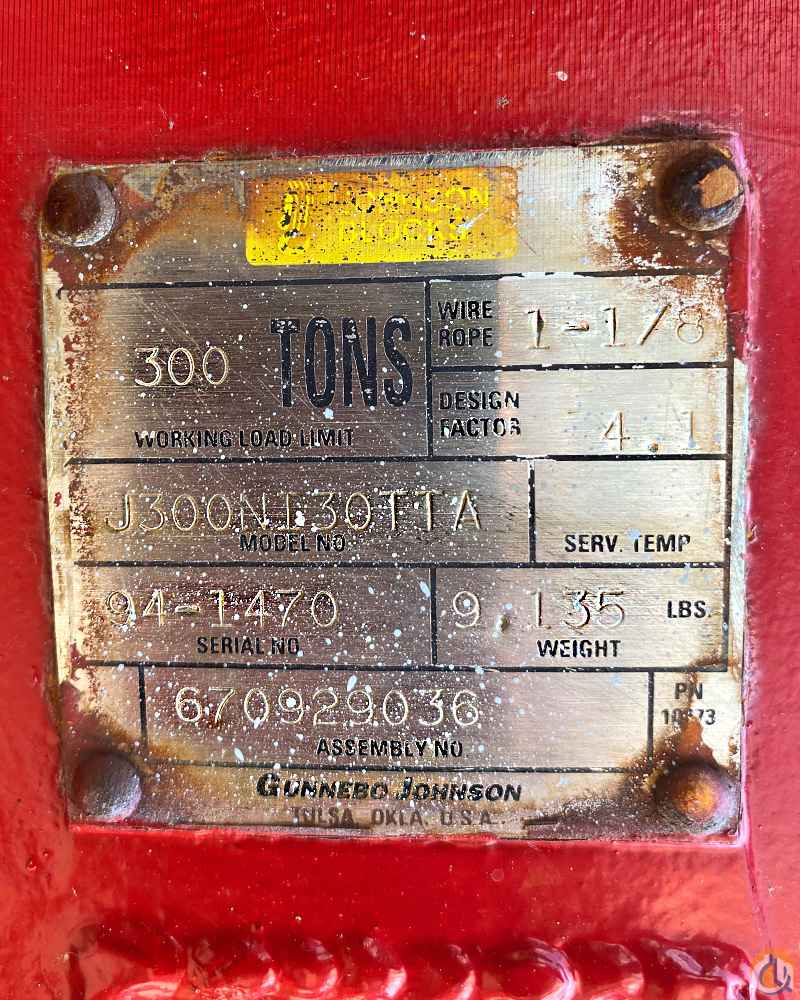 JOHNSON
BLOCKS
300 TONS
WORKING LOAD LIMIT
WIRE ROPE 1-1/8
DESIGN FACTOR 4.1
MODEL NO
SERV. TEMP
94-1470
SERIAL NO
9,135 LBS.
WEIGHT
670929036
ASSEMBLY NO
PN
GUNNEBO JOHNSON
TULSA, OKLA. U.S.A.